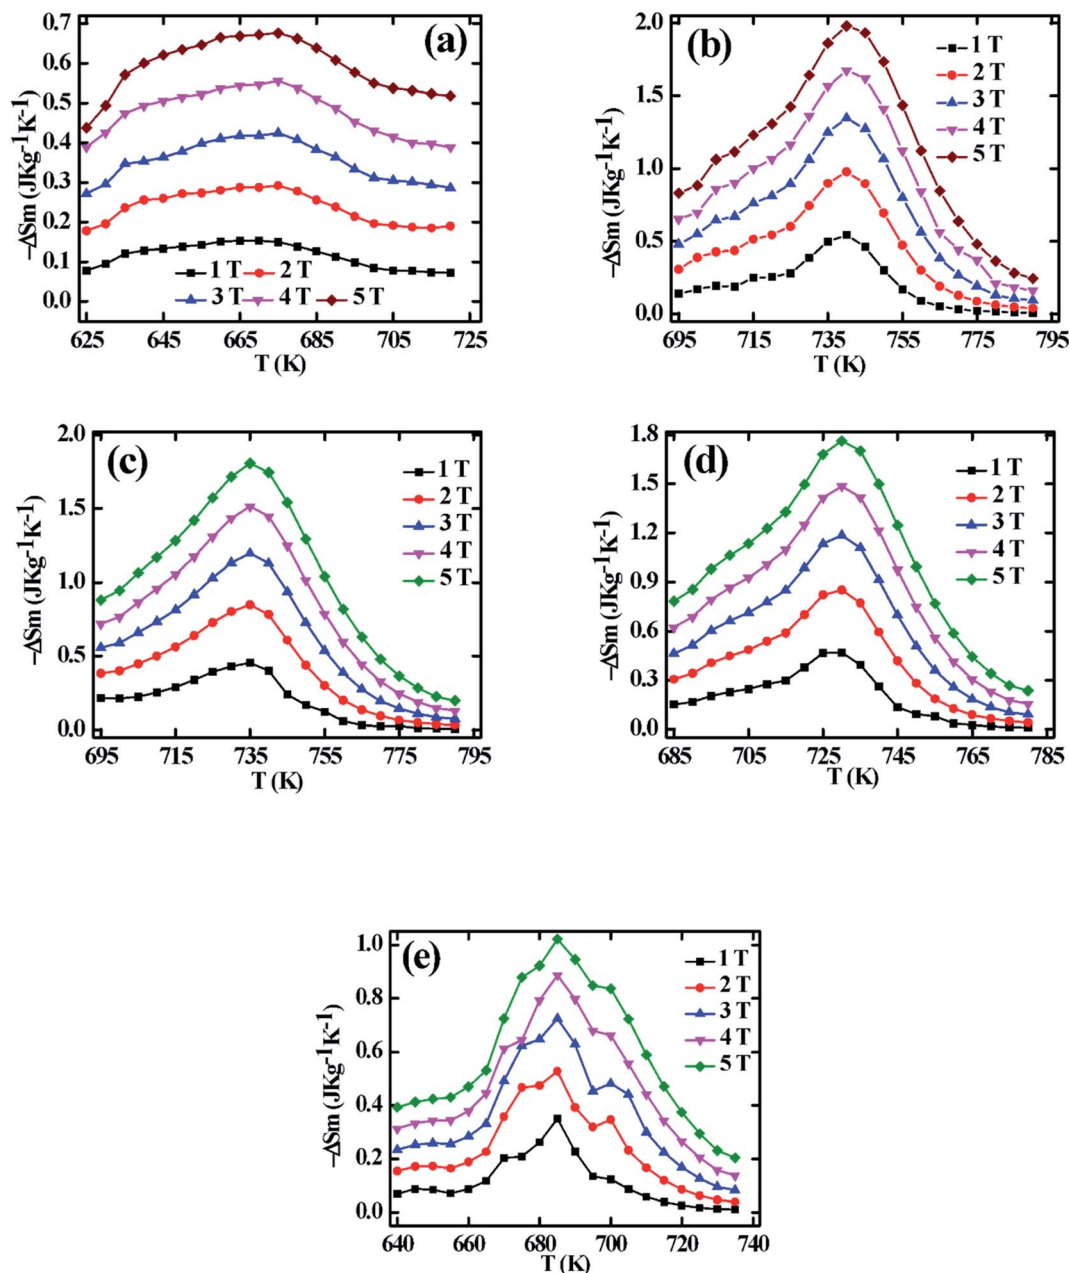 (a)
0.7
0.6
0.5
0.4
0.3
0.2
0.1
0.0
−ΔSm (JKg⁻¹K⁻¹)
1 T 2 T
3 T 4 T 5 T
625 645 665 685 705 725
T (K)
(b)
2.0
1.5
1.0
0.5
0.0
−ΔSm (JKg⁻¹K⁻¹)
1 T
2 T
3 T
4 T
5 T
695 715 735 755 775 795
T (K)
(c)
2.0
1.5
1.0
0.5
0.0
−ΔSm (JKg⁻¹K⁻¹)
1 T
2 T
3 T
4 T
5 T
695 715 735 755 775 795
T (K)
(d)
1.8
1.5
1.2
0.9
0.6
0.3
0.0
−ΔSm (JKg⁻¹K⁻¹)
1 T
2 T
3 T
4 T
5 T
685 705 725 745 765 785
T (K)
(e)
1.0
0.8
0.6
0.4
0.2
0.0
−ΔSm (JKg⁻¹K⁻¹)
1 T
2 T
3 T
4 T
5 T
640 660 680 700 720 740
T (K)